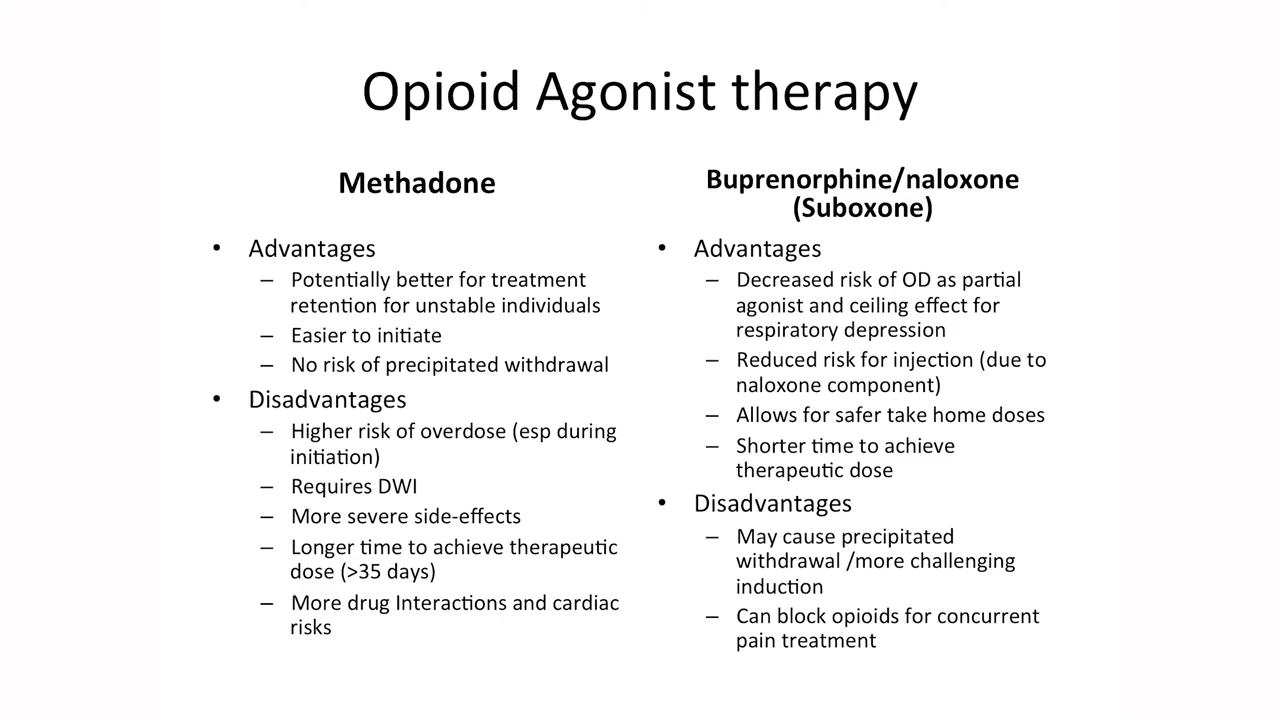 Opioid Agonist therapy
Methadone
• Advantages
– Potentially better for treatment
retention for unstable individuals
– Easier to initiate
– No risk of precipitated withdrawal
• Disadvantages
– Higher risk of overdose (esp during
initiation)
– Requires DWI
– More severe side-effects
– Longer time to achieve therapeutic
dose (>35 days)
– More drug Interactions and cardiac
risks
Buprenorphine/naloxone
(Suboxone)
• Advantages
– Decreased risk of OD as partial
agonist and ceiling effect for
respiratory depression
– Reduced risk for injection (due to
naloxone component)
– Allows for safer take home doses
– Shorter time to achieve
therapeutic dose
• Disadvantages
– May cause precipitated
withdrawal /more challenging
induction
– Can block opioids for concurrent
pain treatment